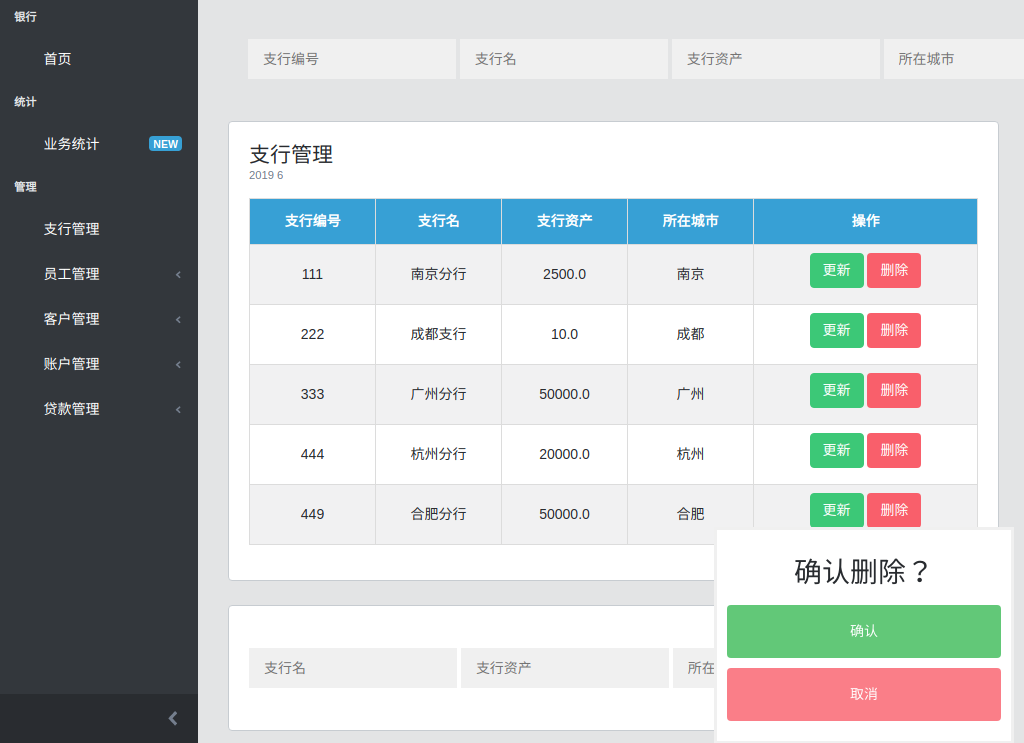 银行
首页
统计
业务统计 NEW
管理
支行管理
员工管理
客户管理
账户管理
贷款管理
支行编号 支行名 支行资产 所在城市
支行管理
2019 6
支行编号 支行名 支行资产 所在城市 操作
111 南京分行 2500.0 南京 更新 删除
222 成都支行 10.0 成都 更新 删除
333 广州分行 50000.0 广州 更新 删除
444 杭州分行 20000.0 杭州 更新 删除
449 合肥分行 50000.0 合肥 更新 删除
支行名 支行资产 所在
确认删除？
确认
取消